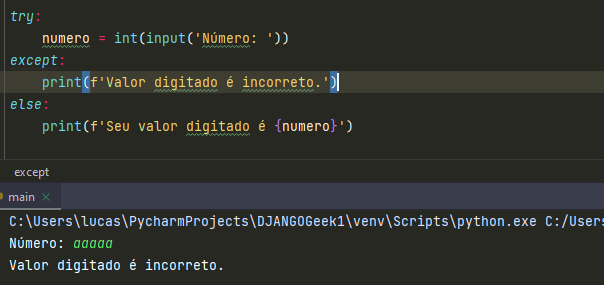 try:
numero = int(input('Número: '))
except:
print(f'Valor digitado é incorreto.')
else:
print(f'Seu valor digitado é {numero}')
except
main ×
C:\Users\lucas\PycharmProjects\DJANGOGeek1\venv\Scripts\python.exe C:/Users
Número: aaaaa
Valor digitado é incorreto.